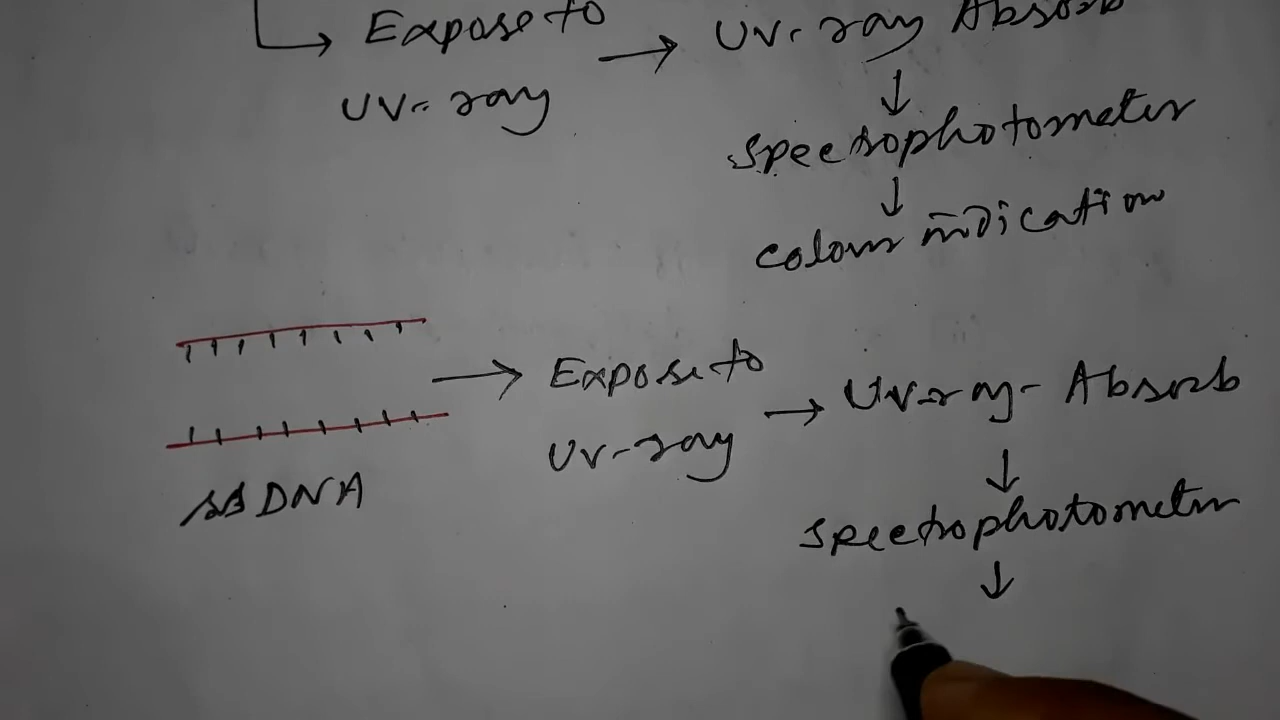 Expose to
UV-ray
UV-ray Absorb
Spectrophotometer
Colour indication
Expose to
UV-ray
UV-ray- Absorb
Spectrophotometer
ssDNA